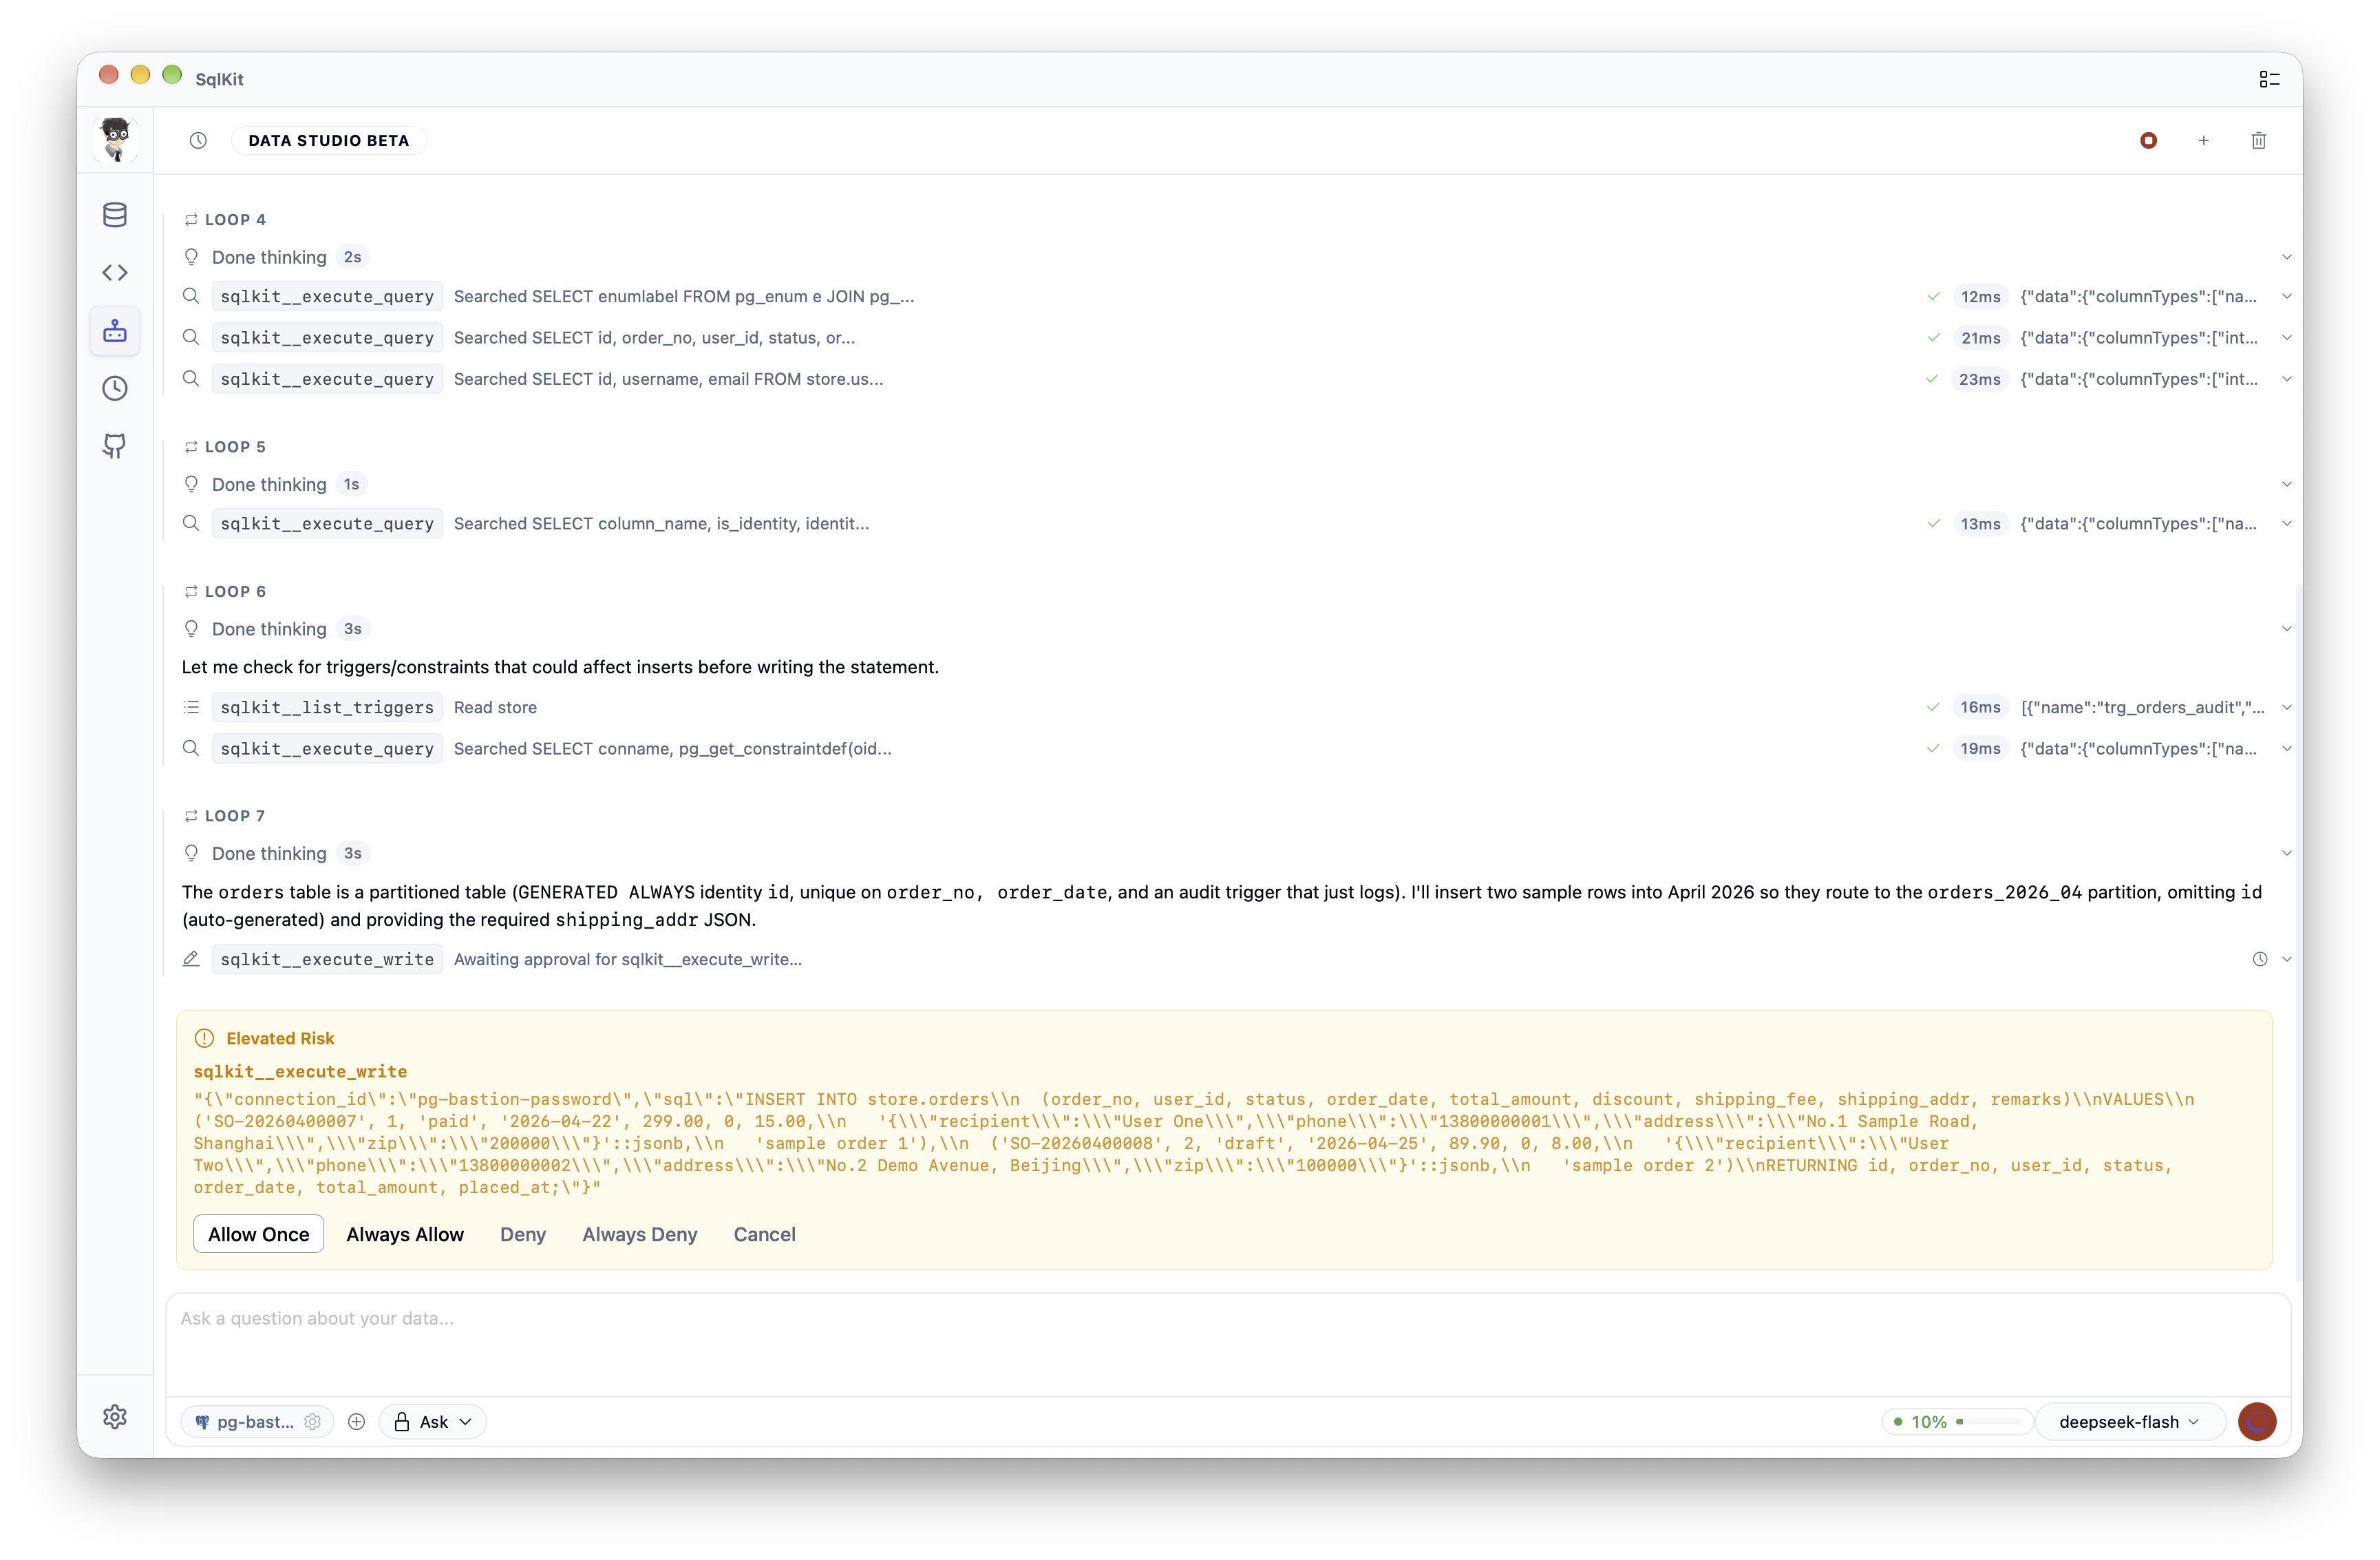 SqlKit
DATA STUDIO BETA
LOOP 4
Done thinking 2s
sqlkit__execute_query Searched SELECT enumlabel FROM pg_enum e JOIN pg_... 12ms {"data":{"columnTypes":["na...
sqlkit__execute_query Searched SELECT id, order_no, user_id, status, or... 21ms {"data":{"columnTypes":["int...
sqlkit__execute_query Searched SELECT id, username, email FROM store.us... 23ms {"data":{"columnTypes":["int...
LOOP 5
Done thinking 1s
sqlkit__execute_query Searched SELECT column_name, is_identity, identit... 13ms {"data":{"columnTypes":["na...
LOOP 6
Done thinking 3s
Let me check for triggers/constraints that could affect inserts before writing the statement.
sqlkit__list_triggers Read store 16ms [{"name":"trg_orders_audit","...
sqlkit__execute_query Searched SELECT conname, pg_get_constraintdef(oid... 19ms {"data":{"columnTypes":["na...
LOOP 7
Done thinking 3s
The orders table is a partitioned table (GENERATED ALWAYS identity id, unique on order_no, order_date, and an audit trigger that just logs). I'll insert two sample rows into April 2026 so they route to the orders_2026_04 partition, omitting id
(auto-generated) and providing the required shipping_addr JSON.
sqlkit__execute_write Awaiting approval for sqlkit__execute_write...
Elevated Risk
sqlkit__execute_write
"{\"connection_id\":\"pg-bastion-password\",\"sql\":\"INSERT INTO store.orders\\n  (order_no, user_id, status, order_date, total_amount, discount, shipping_fee, shipping_addr, remarks)\\nVALUES\\n
('SO-20260400007', 1, 'paid', '2026-04-22', 299.00, 0, 15.00,\\n   '{\\\"recipient\\\":\\\"User One\\\",\\\"phone\\\":\\\"13800000001\\\",\\\"address\\\":\\\"No.1 Sample Road,
Shanghai\\\",\\\"zip\\\":\\\"200000\\\"}'::jsonb,\\n   'sample order 1'),\\n  ('SO-20260400008', 2, 'draft', '2026-04-25', 89.90, 0, 8.00,\\n   '{\\\"recipient\\\":\\\"User
Two\\\",\\\"phone\\\":\\\"13800000002\\\",\\\"address\\\":\\\"No.2 Demo Avenue, Beijing\\\",\\\"zip\\\":\\\"100000\\\"}'::jsonb,\\n   'sample order 2')\\nRETURNING id, order_no, user_id, status,
order_date, total_amount, placed_at;\"}"
Allow Once Always Allow Deny Always Deny Cancel
Ask a question about your data...
pg-bast... Ask 10% deepseek-flash